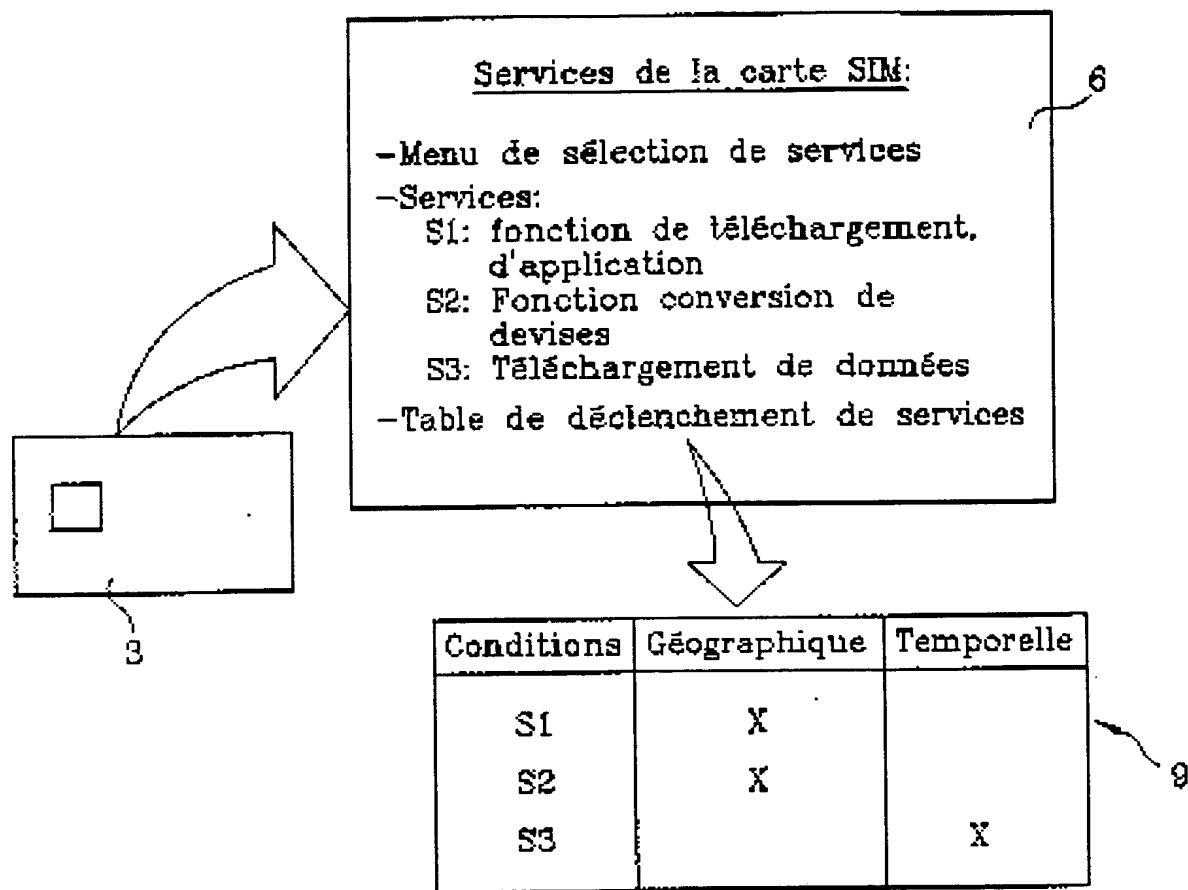 Services de la carte SIM:
6
-Menu de sélection de services
-Services:
S1: fonction de téléchargement,
d'application
S2: Fonction conversion de
devises
S3: Téléchargement de données
-Table de déclenchement de services
3
Conditions Géographique Temporelle
S1 X
S2 X
9
S3 X